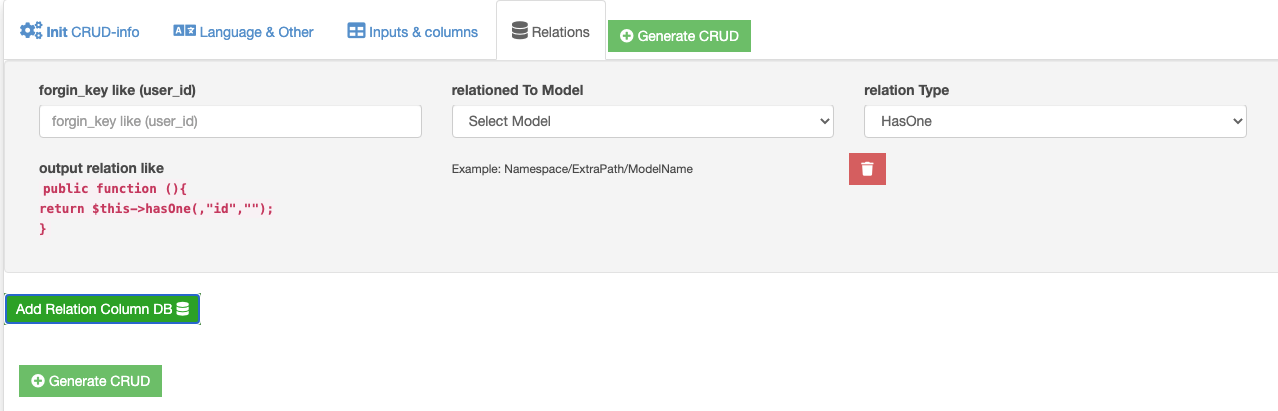 Init CRUD-info
Language & Other
Inputs & columns
Relations
Generate CRUD
forgin_key like (user_id)
relationed To Model
relation Type
forgin_key like (user_id)
Select Model
HasOne
output relation like
Example: Namespace/ExtraPath/ModelName
public function (){
return $this->hasOne(,"id","");
}
Add Relation Column DB
Generate CRUD